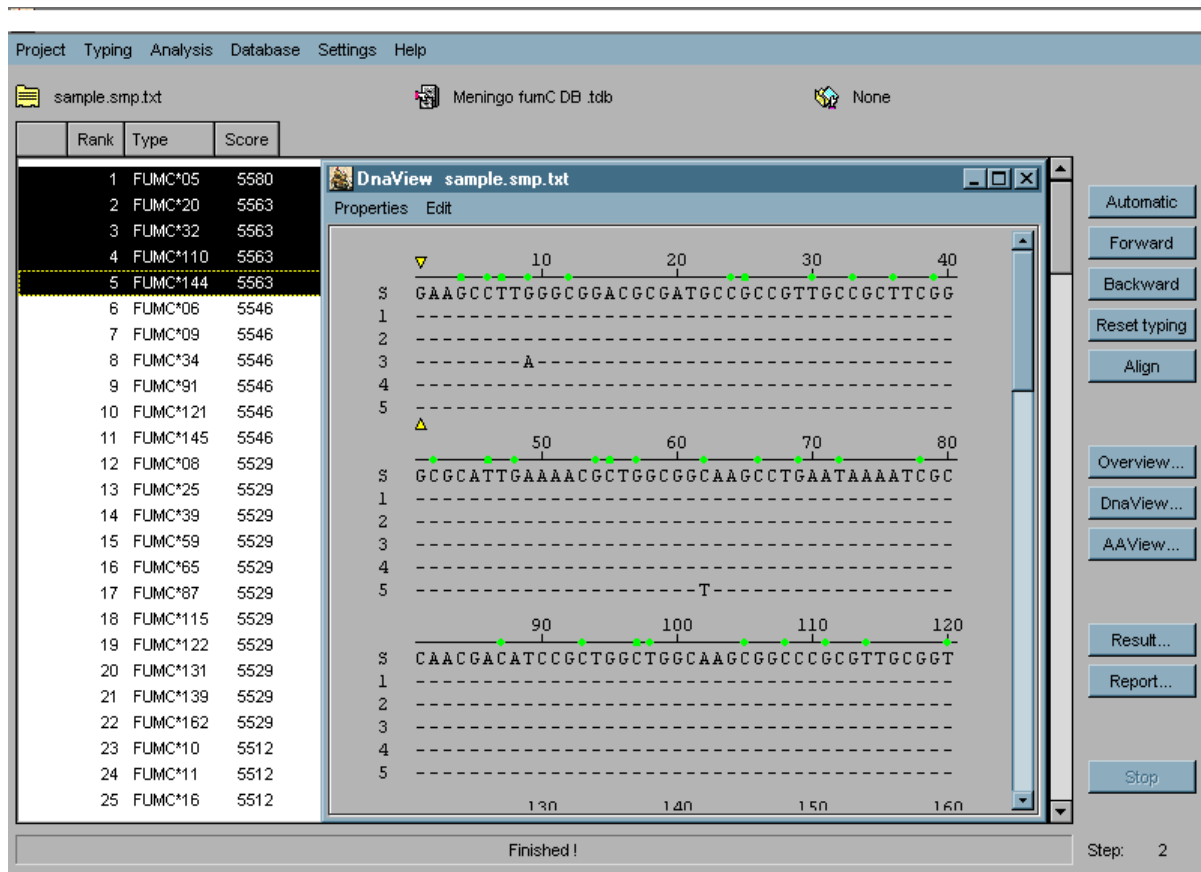 Project Typing Analysis Database Settings Help
sample.smp.txt Meningo fumC DB .tdb None
Rank Type Score
1 FUMC*05 5580
2 FUMC*20 5563
3 FUMC*32 5563
4 FUMC*110 5563
5 FUMC*144 5563
6 FUMC*06 5546
7 FUMC*09 5546
8 FUMC*34 5546
9 FUMC*91 5546
10 FUMC*121 5546
11 FUMC*145 5546
12 FUMC*08 5529
13 FUMC*25 5529
14 FUMC*39 5529
15 FUMC*59 5529
16 FUMC*65 5529
17 FUMC*87 5529
18 FUMC*115 5529
19 FUMC*122 5529
20 FUMC*131 5529
21 FUMC*139 5529
22 FUMC*162 5529
23 FUMC*10 5512
24 FUMC*11 5512
25 FUMC*16 5512
DnaView sample.smp.txt
Properties Edit
10 20 30 40
S GAAGCCTTGGGCGGACGCGATGCCGCCGTTGCCGCTTCGG
1 ----------------------------------------
2 ----------------------------------------
3 --------A-------------------------------
4 ----------------------------------------
5 ----------------------------------------
50 60 70 80
S GCGCATTGAAAACGCTGGCGGCAAGCCTGAATAAAATCGC
1 ----------------------------------------
2 ----------------------------------------
3 ----------------------------------------
4 ----------------------------------------
5 ---------------------T------------------
90 100 110 120
S CAACGACATCCGCTGGCTGGCAAGCGGCCCGCGTTGCGGT
1 ----------------------------------------
2 ----------------------------------------
3 ----------------------------------------
4 ----------------------------------------
5 ----------------------------------------
130 140 150 160
Automatic
Forward
Backward
Reset typing
Align
Overview...
DnaView...
AAView...
Result...
Report...
Stop
Finished ! Step: 2